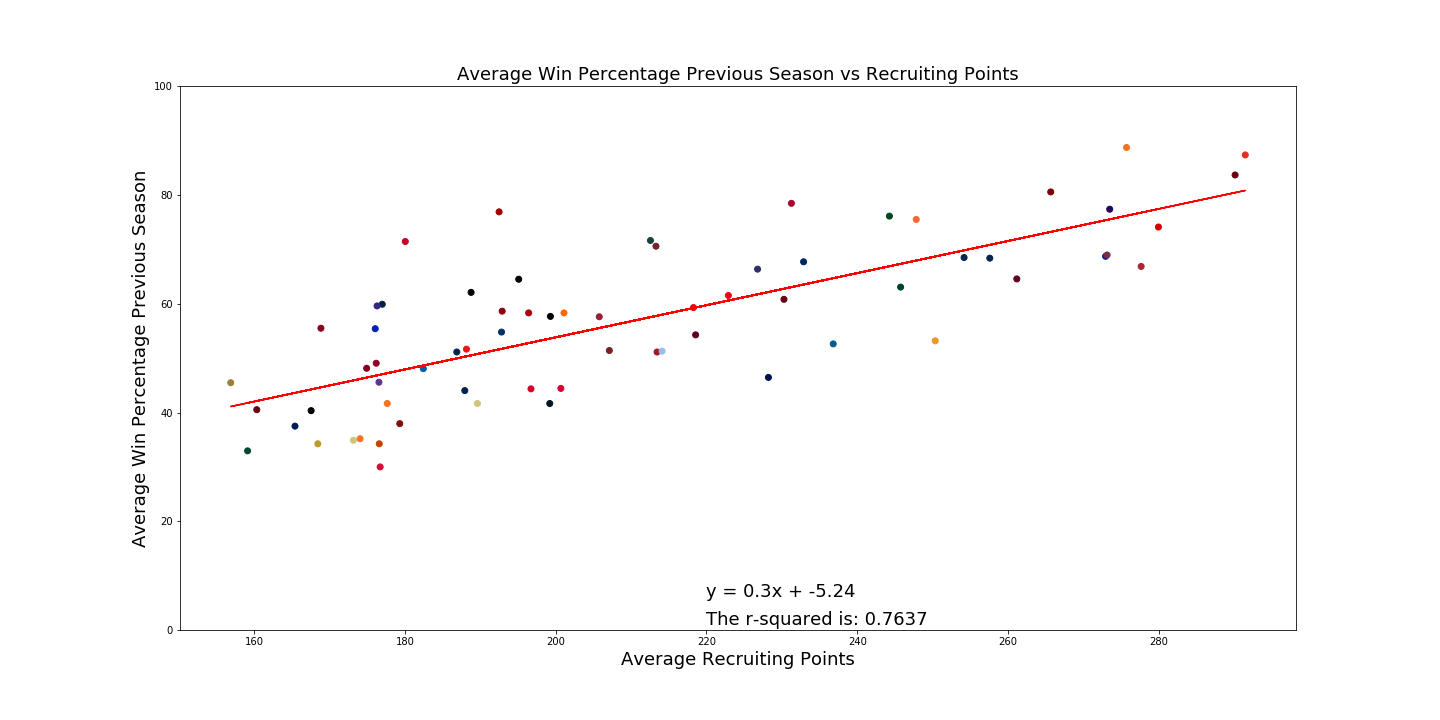 Average Win Percentage Previous Season vs Recruiting Points
Average Win Percentage Previous Season
100
80
60
40
20
0
y = 0.3x + -5.24
The r-squared is: 0.7637
160 180 200 220 240 260 280
Average Recruiting Points